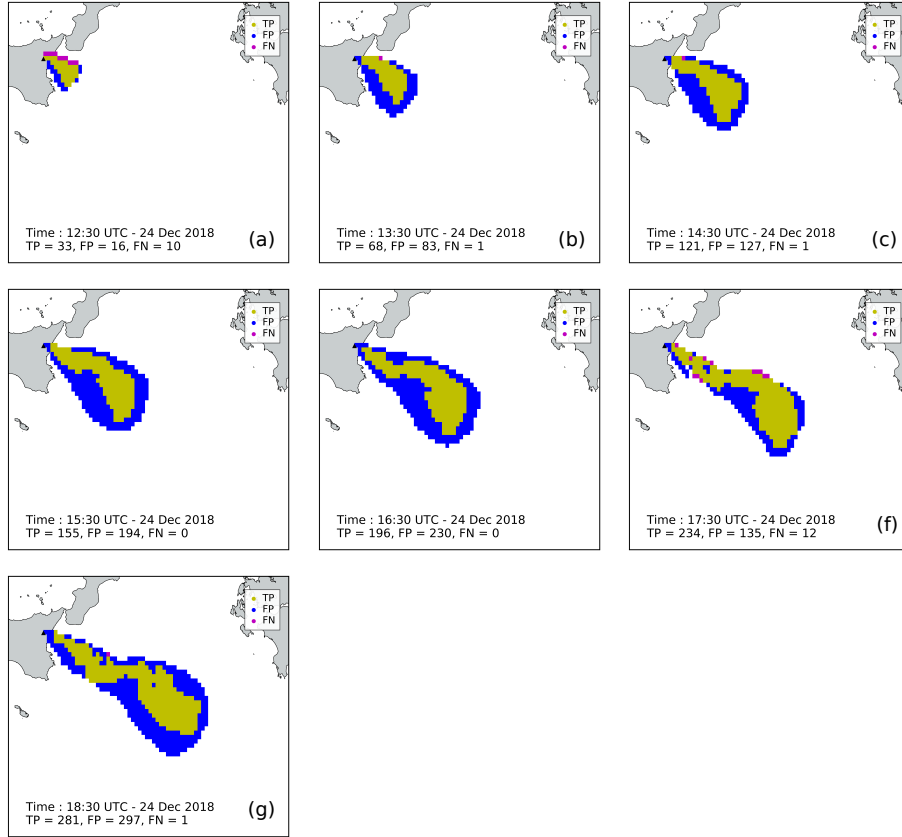 TP
FP
FN
Time : 12:30 UTC - 24 Dec 2018
TP = 33, FP = 16, FN = 10
(a)
TP
FP
FN
Time : 13:30 UTC - 24 Dec 2018
TP = 68, FP = 83, FN = 1
(b)
TP
FP
FN
Time : 14:30 UTC - 24 Dec 2018
TP = 121, FP = 127, FN = 1
(c)
TP
FP
FN
Time : 15:30 UTC - 24 Dec 2018
TP = 155, FP = 194, FN = 0
TP
FP
FN
Time : 16:30 UTC - 24 Dec 2018
TP = 196, FP = 230, FN = 0
TP
FP
FN
Time : 17:30 UTC - 24 Dec 2018
TP = 234, FP = 135, FN = 12
(f)
TP
FP
FN
Time : 18:30 UTC - 24 Dec 2018
TP = 281, FP = 297, FN = 1
(g)